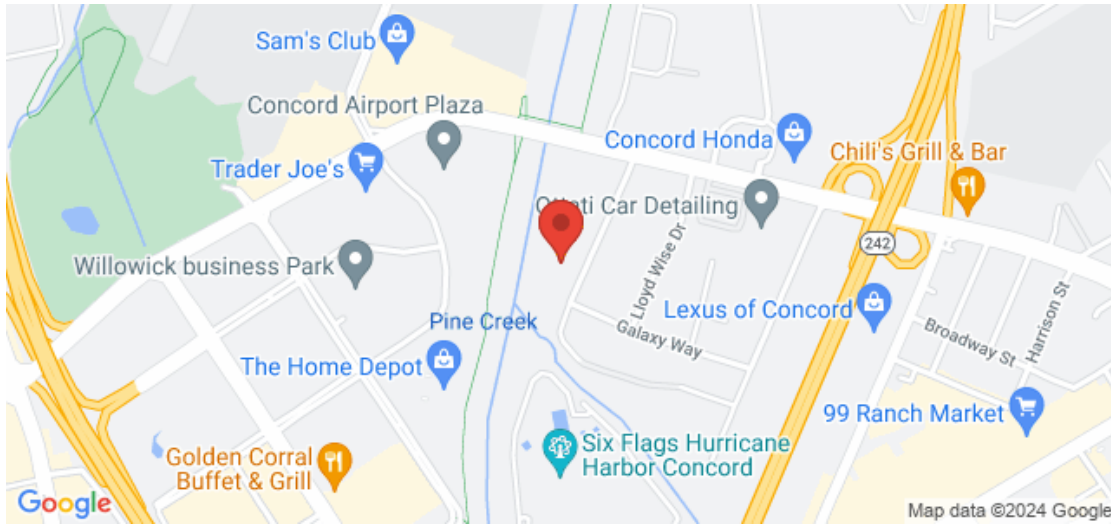 Sam's Club
Concord Airport Plaza
Concord Honda
Chili's Grill & Bar
Trader Joe's
Car Detailing
242
Lloyd Wise Dr
Willowick business Park
Harrison St
Lexus of Concord
Pine Creek
Galaxy Way
Broadway St
The Home Depot
99 Ranch Market
Six Flags Hurricane
Harbor Concord
Golden Corral
Buffet & Grill
Google
Map data ©2024 Google